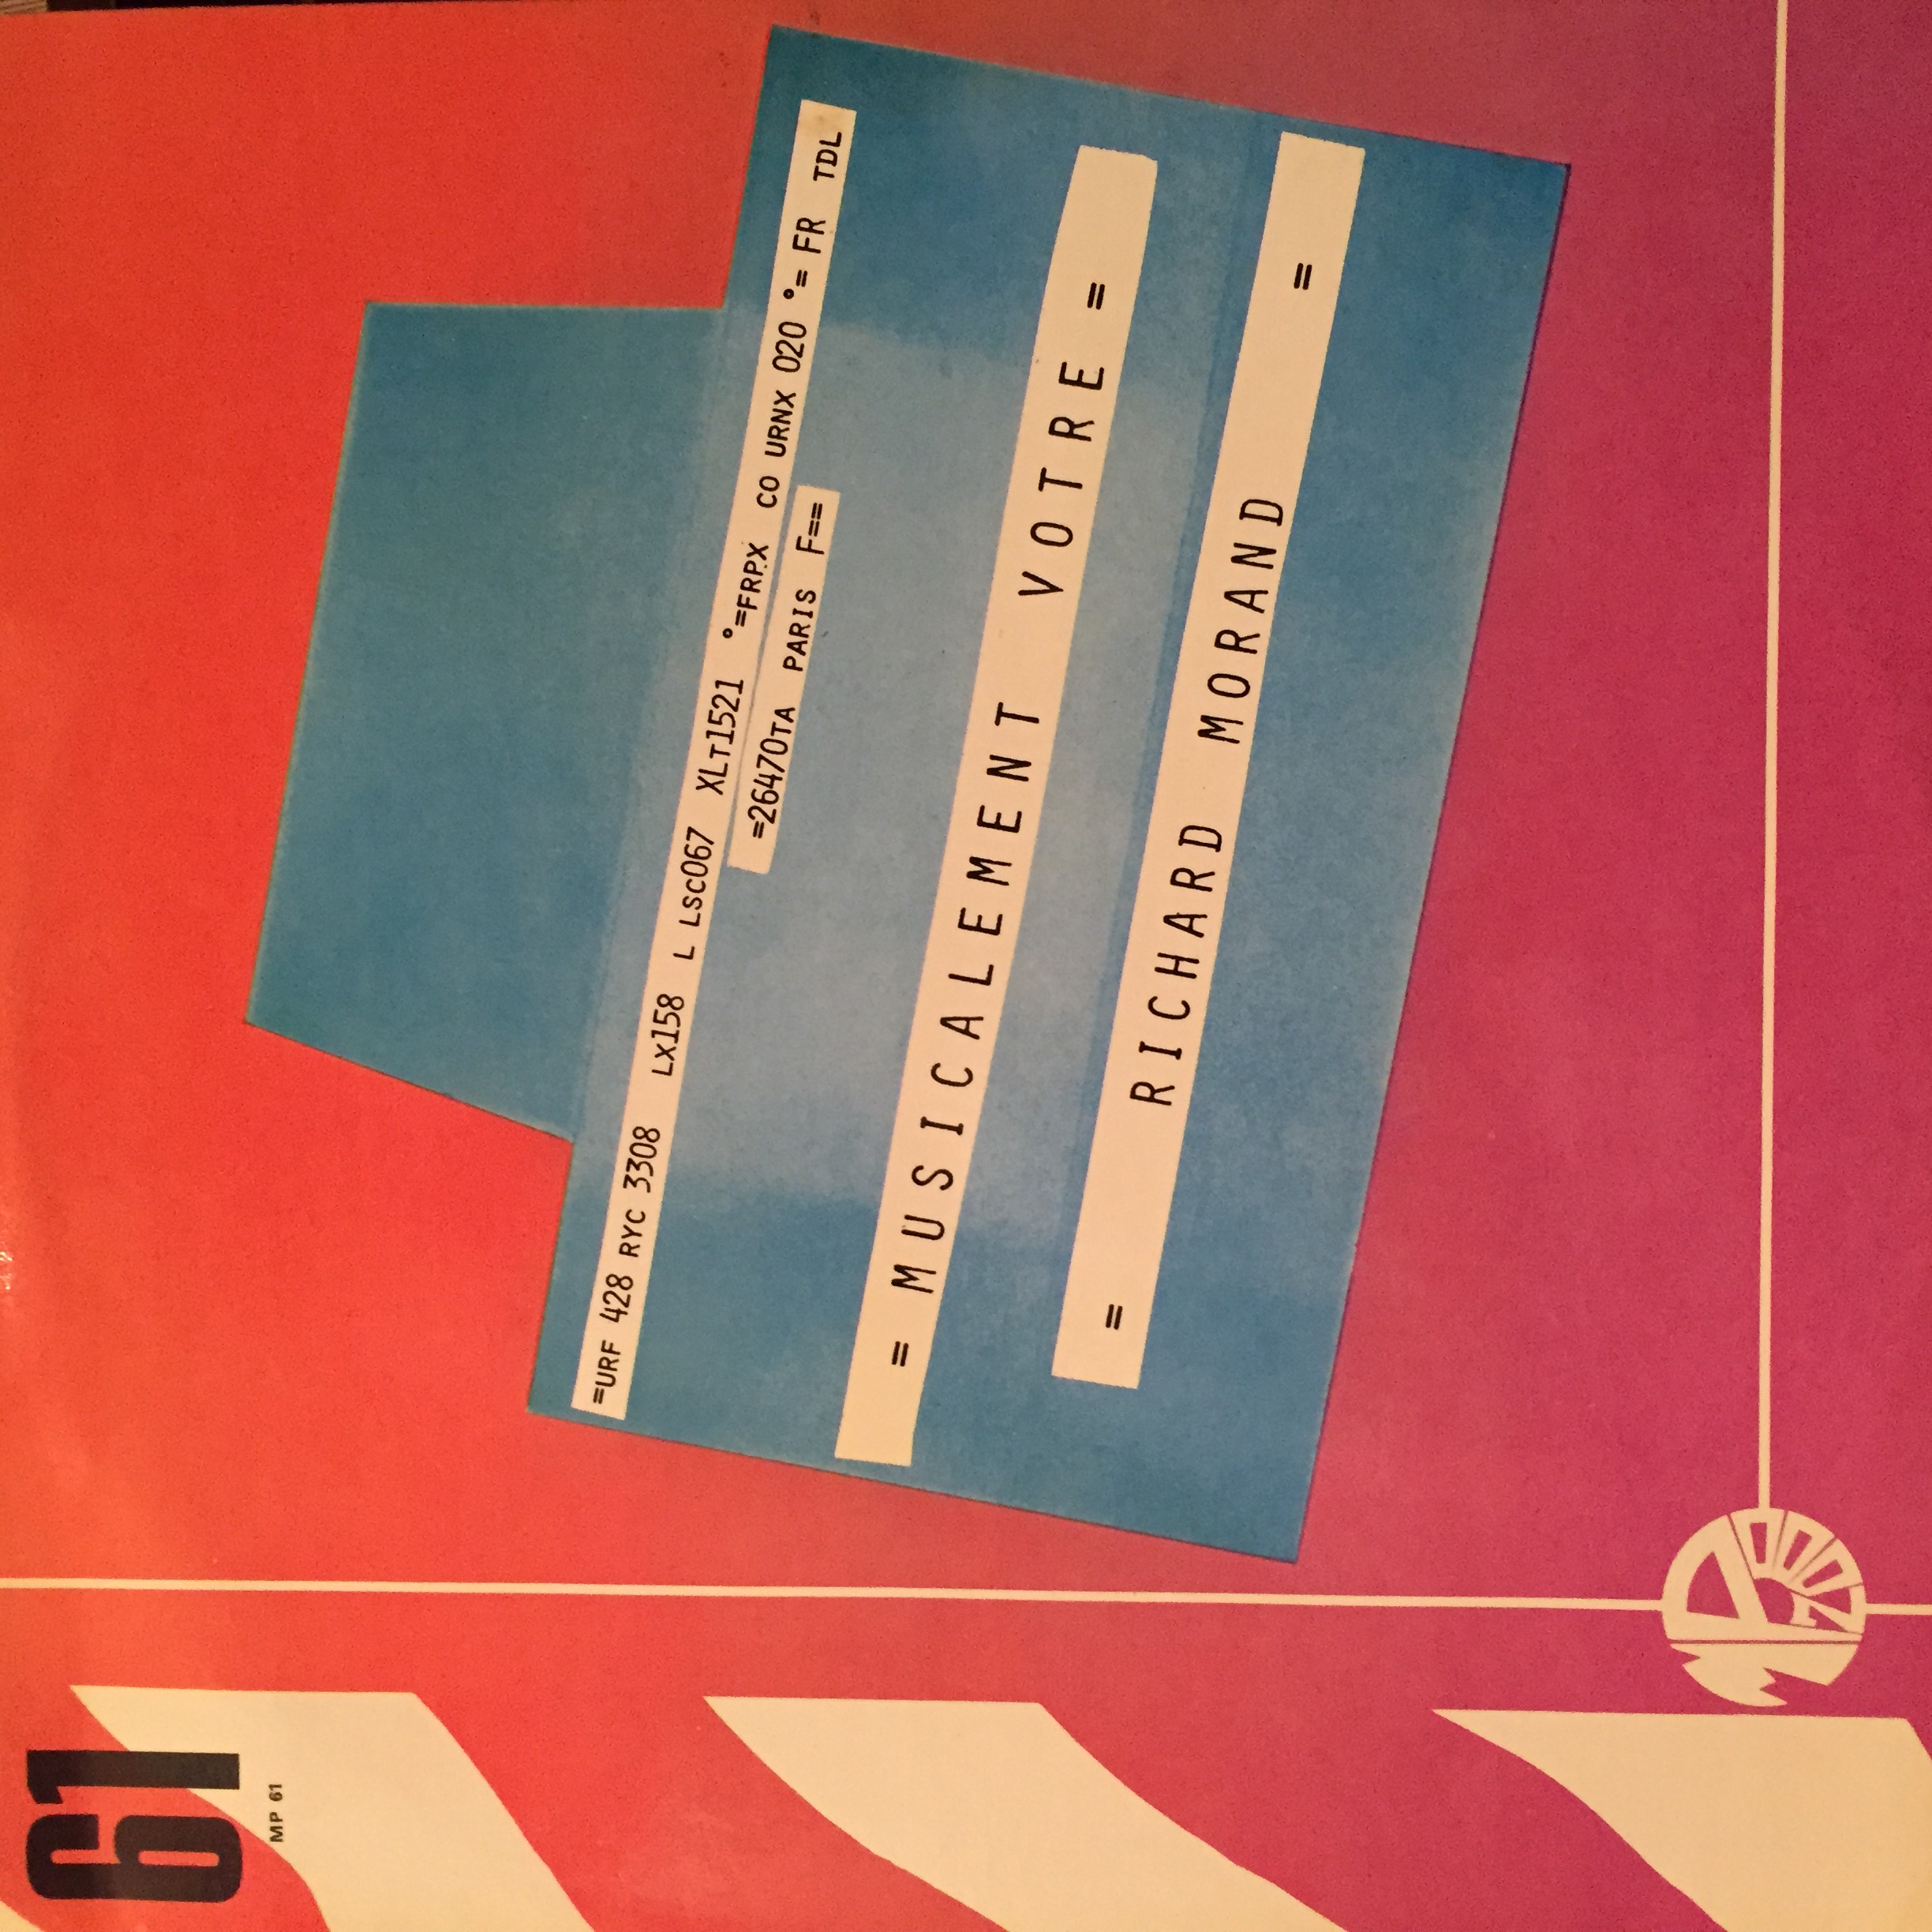 61
MP 61
=URF 428 RYC 3308 LX158 L LSC067 XLT1521 °=FRPX CO URNX 020 °= FR TDL
=26470TA PARIS F==
= MUSICALEMENT VOTRE =
= RICHARD MORAND =